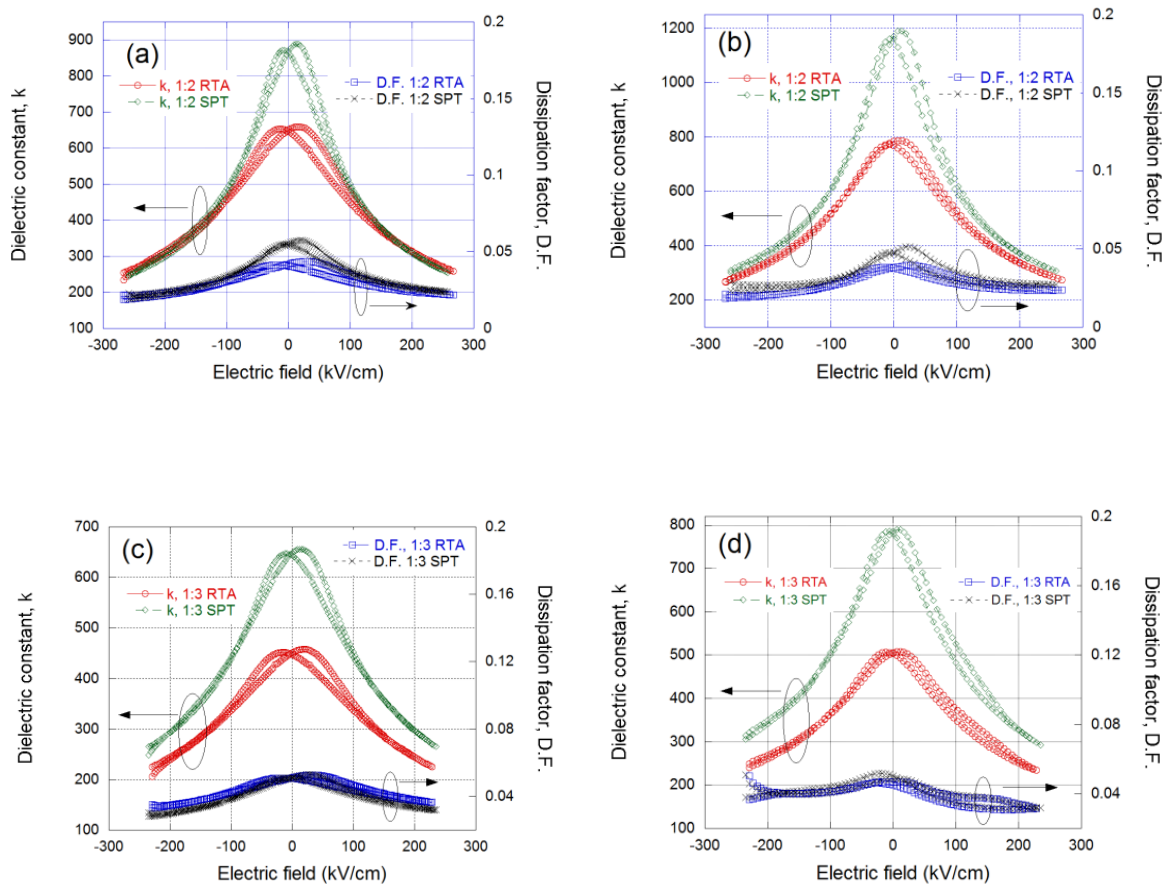 (a)
k, 1:2 RTA
k, 1:2 SPT
D.F. 1:2 RTA
D.F. 1:2 SPT
Dielectric constant, k
900
800
700
600
500
400
300
200
100
0.2
0.15
0.1
0.05
0
Dissipation factor, D.F.
-300 -200 -100 0 100 200 300
Electric field (kV/cm)
(b)
k, 1:2 RTA
k, 1:2 SPT
D.F., 1:2 RTA
D.F., 1:2 SPT
Dielectric constant, k
1200
1000
800
600
400
200
0.2
0.15
0.1
0.05
0
Dissipation factor, D.F.
-300 -200 -100 0 100 200 300
Electric field (kV/cm)
(c)
D.F., 1:3 RTA
D.F. 1:3 SPT
k, 1:3 RTA
k, 1:3 SPT
Dielectric constant, k
700
600
500
400
300
200
100
0.2
0.16
0.12
0.08
0.04
Dissipation factor, D.F.
-300 -200 -100 0 100 200 300
Electric field (kV/cm)
(d)
k, 1:3 RTA
k, 1:3 SPT
D.F., 1:3 RTA
D.F., 1:3 SPT
Dielectric constant, k
800
700
600
500
400
300
200
100
0.2
0.16
0.12
0.08
0.04
Dissipation factor, D.F.
-300 -200 -100 0 100 200 300
Electric field (kV/cm)